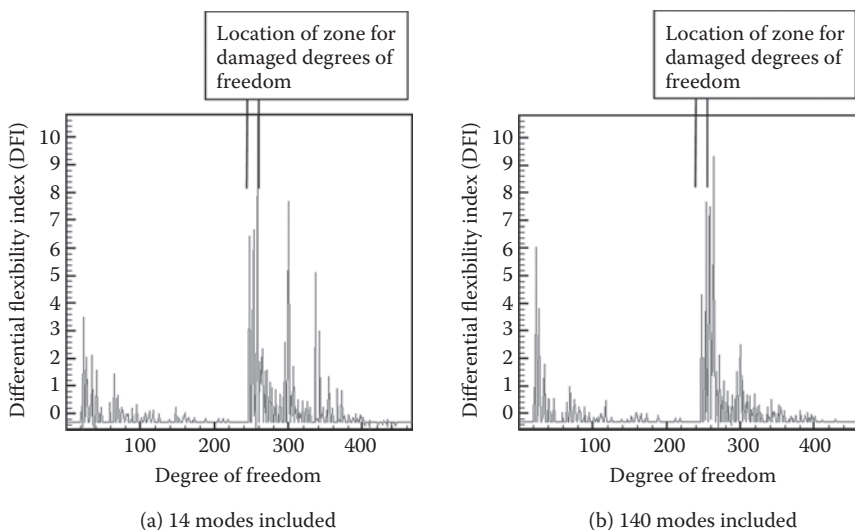 Location of zone for
damaged degrees of
freedom
Differential flexibility index (DFI)
10
9
8
7
6
5
4
3
2
1
0
100
200
300
400
Degree of freedom
(a) 14 modes included
Location of zone for
damaged degrees of
freedom
Differential flexibility index (DFI)
10
9
8
7
6
5
4
3
2
1
0
100
200
300
400
Degree of freedom
(b) 140 modes included